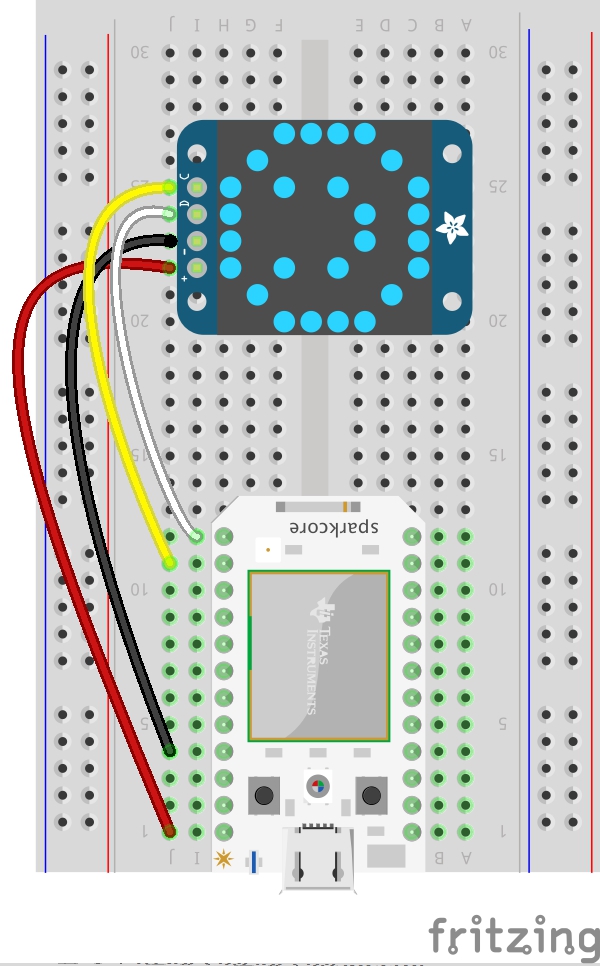 J I H G F E D C B A
30 30
25 25
C
D
-
+
20 20
15 15
sparkcore
10 10
TEXAS
INSTRUMENTS
5 5
1 1
J I B A
fritzing